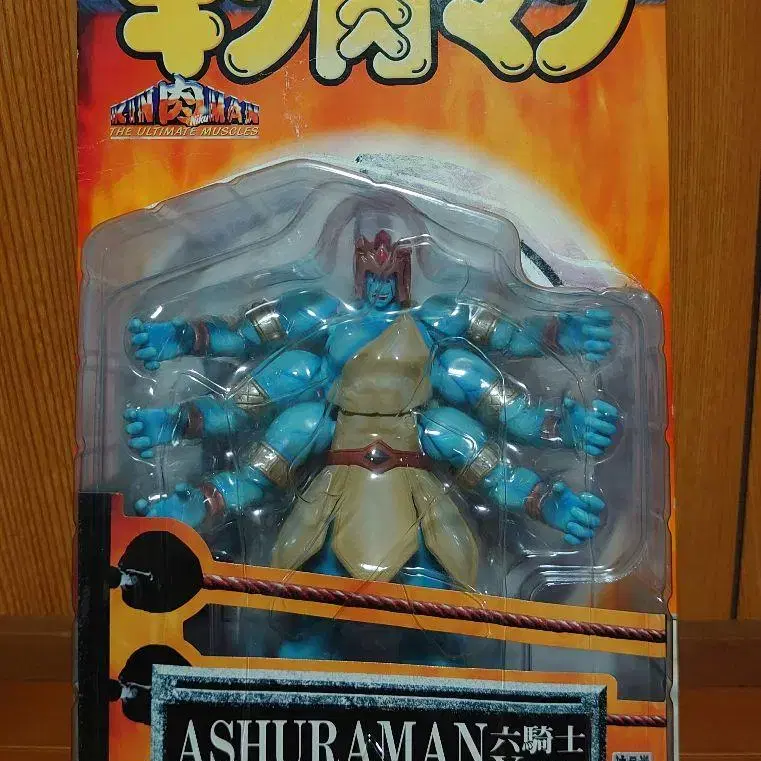 キン肉マン
KIN肉MAN
Niku
THE ULTIMATE MUSCLES
ASHURAMAN
六騎士